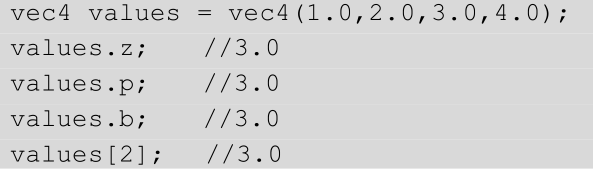 vec4 values = vec4(1.0,2.0,3.0,4.0);
values.z;   //3.0
values.p;   //3.0
values.b;   //3.0
values[2];  //3.0